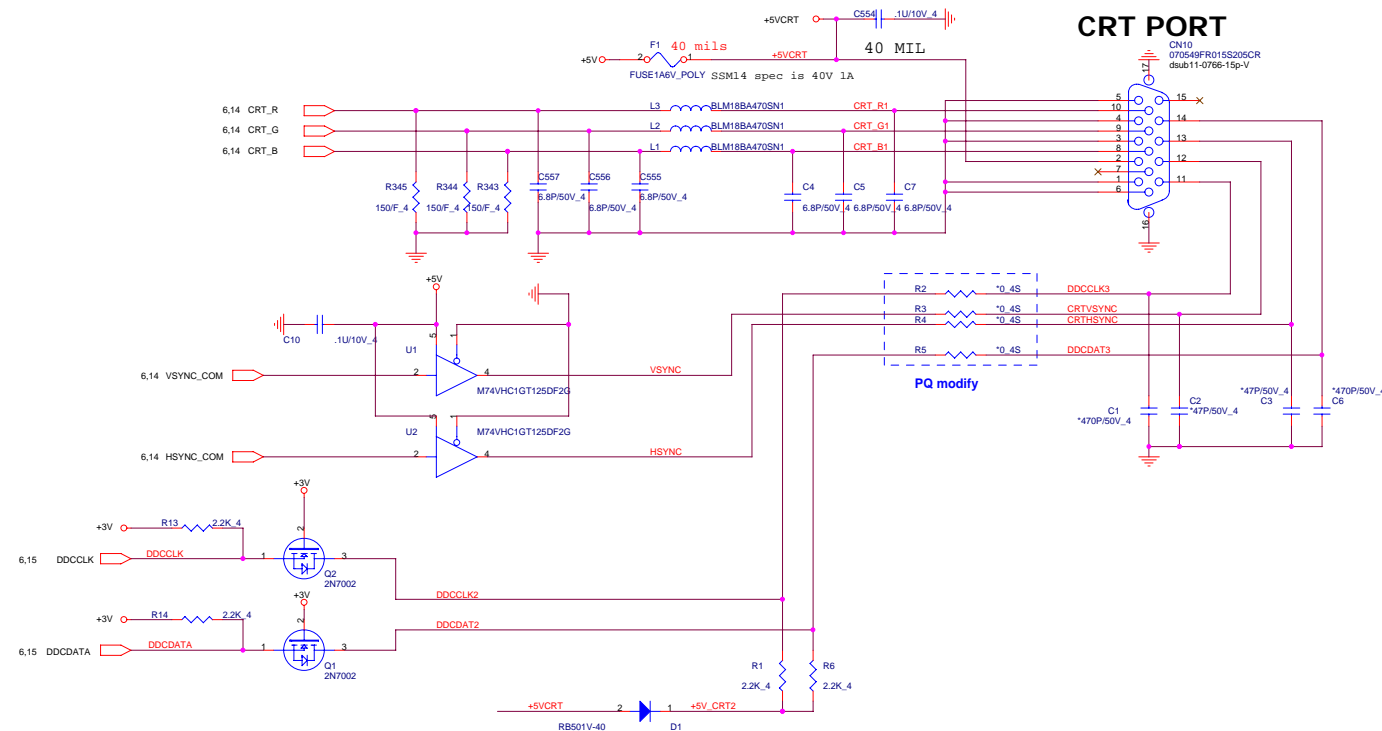 CRT PORT
+5VCRT
C554
.1U/10V_4
40 MIL
F1
40 mils
+5V
2
1
+5VCRT
FUSE1A6V_POLY
SSM14 spec is 40V 1A
CN10
070549FR015S205CR
dsub11-0766-15p-V
17
5
10
4
9
3
8
2
7
1
6
15
14
13
12
11
16
6,14 CRT_R
L3
BLM18BA470SN1
CRT_R1
6,14 CRT_G
L2
BLM18BA470SN1
CRT_G1
6,14 CRT_B
L1
BLM18BA470SN1
CRT_B1
R345
150/F_4
R344
150/F_4
R343
150/F_4
C557
6.8P/50V_4
C556
6.8P/50V_4
C555
6.8P/50V_4
C4
6.8P/50V_4
C5
6.8P/50V_4
C7
6.8P/50V_4
+5V
C10
.1U/10V_4
U1
5
1
2
4
M74VHC1GT125DF2G
6,14 VSYNC_COM
VSYNC
U2
5
1
2
4
M74VHC1GT125DF2G
6,14 HSYNC_COM
HSYNC
R2
*0_4S
DDCCLK3
R3
*0_4S
CRTVSYNC
R4
*0_4S
CRTHSYNC
R5
*0_4S
DDCDAT3
PQ modify
C1
*470P/50V_4
C2
*47P/50V_4
*47P/50V_4
C3
*470P/50V_4
C6
+3V
+3V
R13
2.2K_4
6,15 DDCCLK
DDCCLK
1
2
3
Q2
2N7002
DDCCLK2
+3V
+3V
R14
2.2K_4
6,15 DDCDATA
DDCDATA
1
2
3
Q1
2N7002
DDCDAT2
R1
2.2K_4
R6
2.2K_4
+5VCRT
2
1
+5V_CRT2
RB501V-40
D1